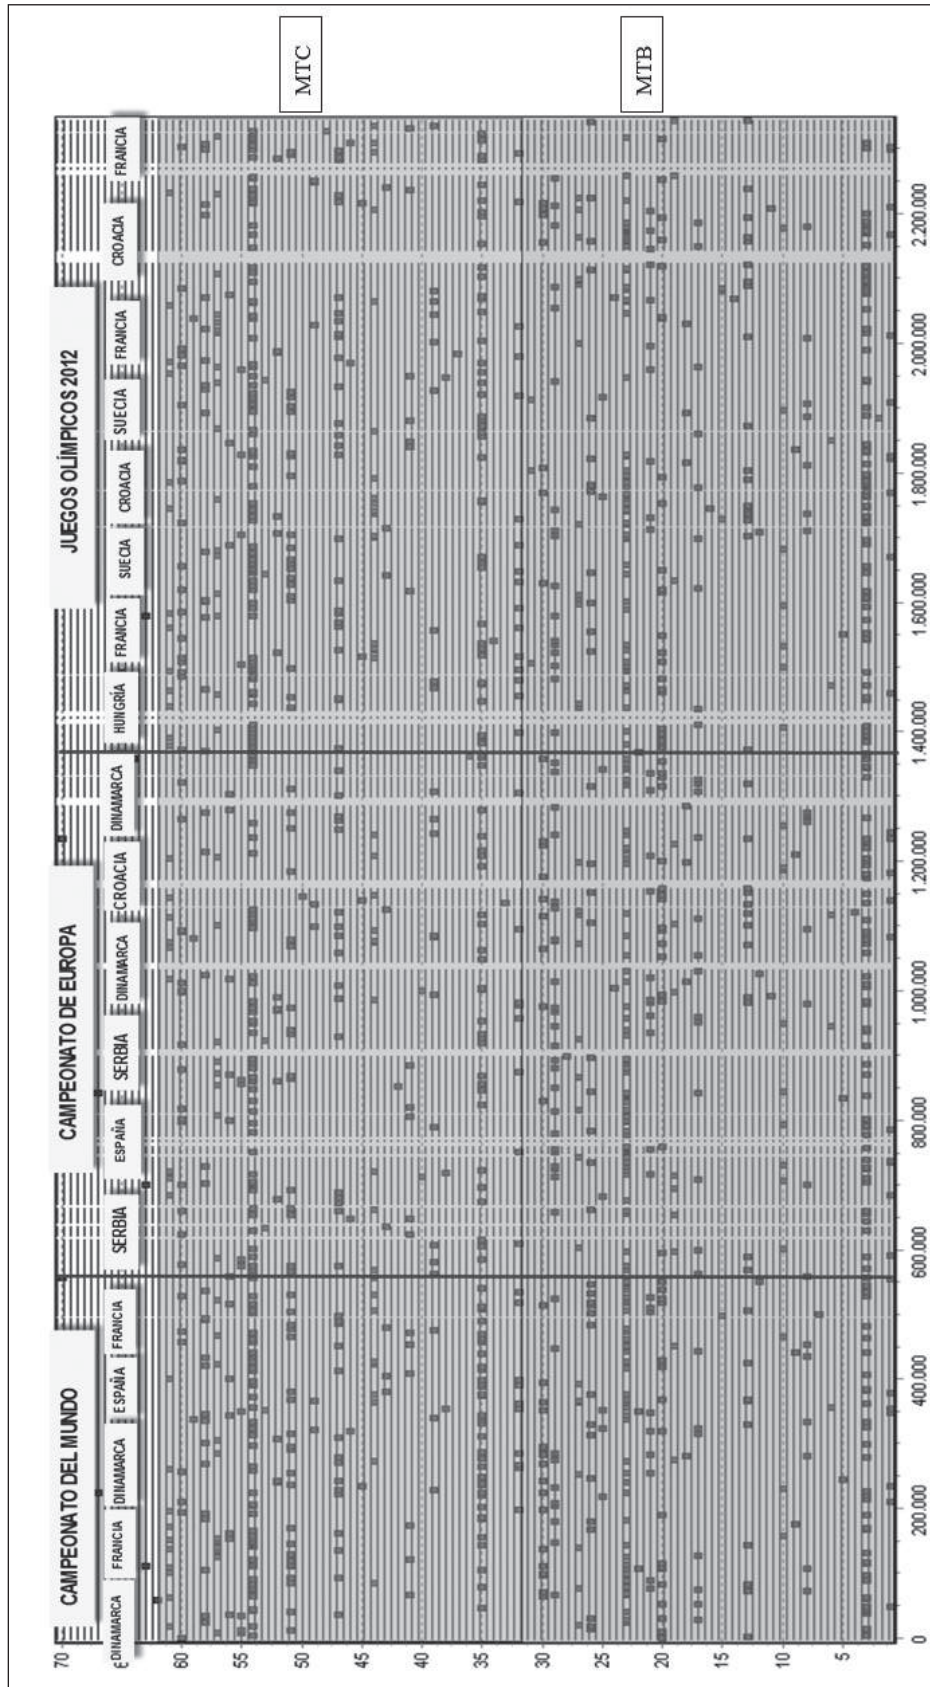 CAMPEONATO DEL MUNDO
CAMPEONATO DE EUROPA
JUEGOS OLÍMPICOS 2012
DINAMARCA
FRANCIA
DINAMARCA
ESPAÑA
FRANCIA
SERBIA
ESPAÑA
SERBIA
DINAMARCA
CROACIA
DINAMARCA
HUNGRÍA
FRANCIA
SUECIA
CROACIA
SUECIA
FRANCIA
CROACIA
FRANCIA
MTC
MTB
70
6
60
55
50
45
40
35
30
25
20
15
10
5
0
200.000
400.000
600.000
800.000
1.000.000
1.200.000
1.400.000
1.600.000
1.800.000
2.000.000
2.200.000